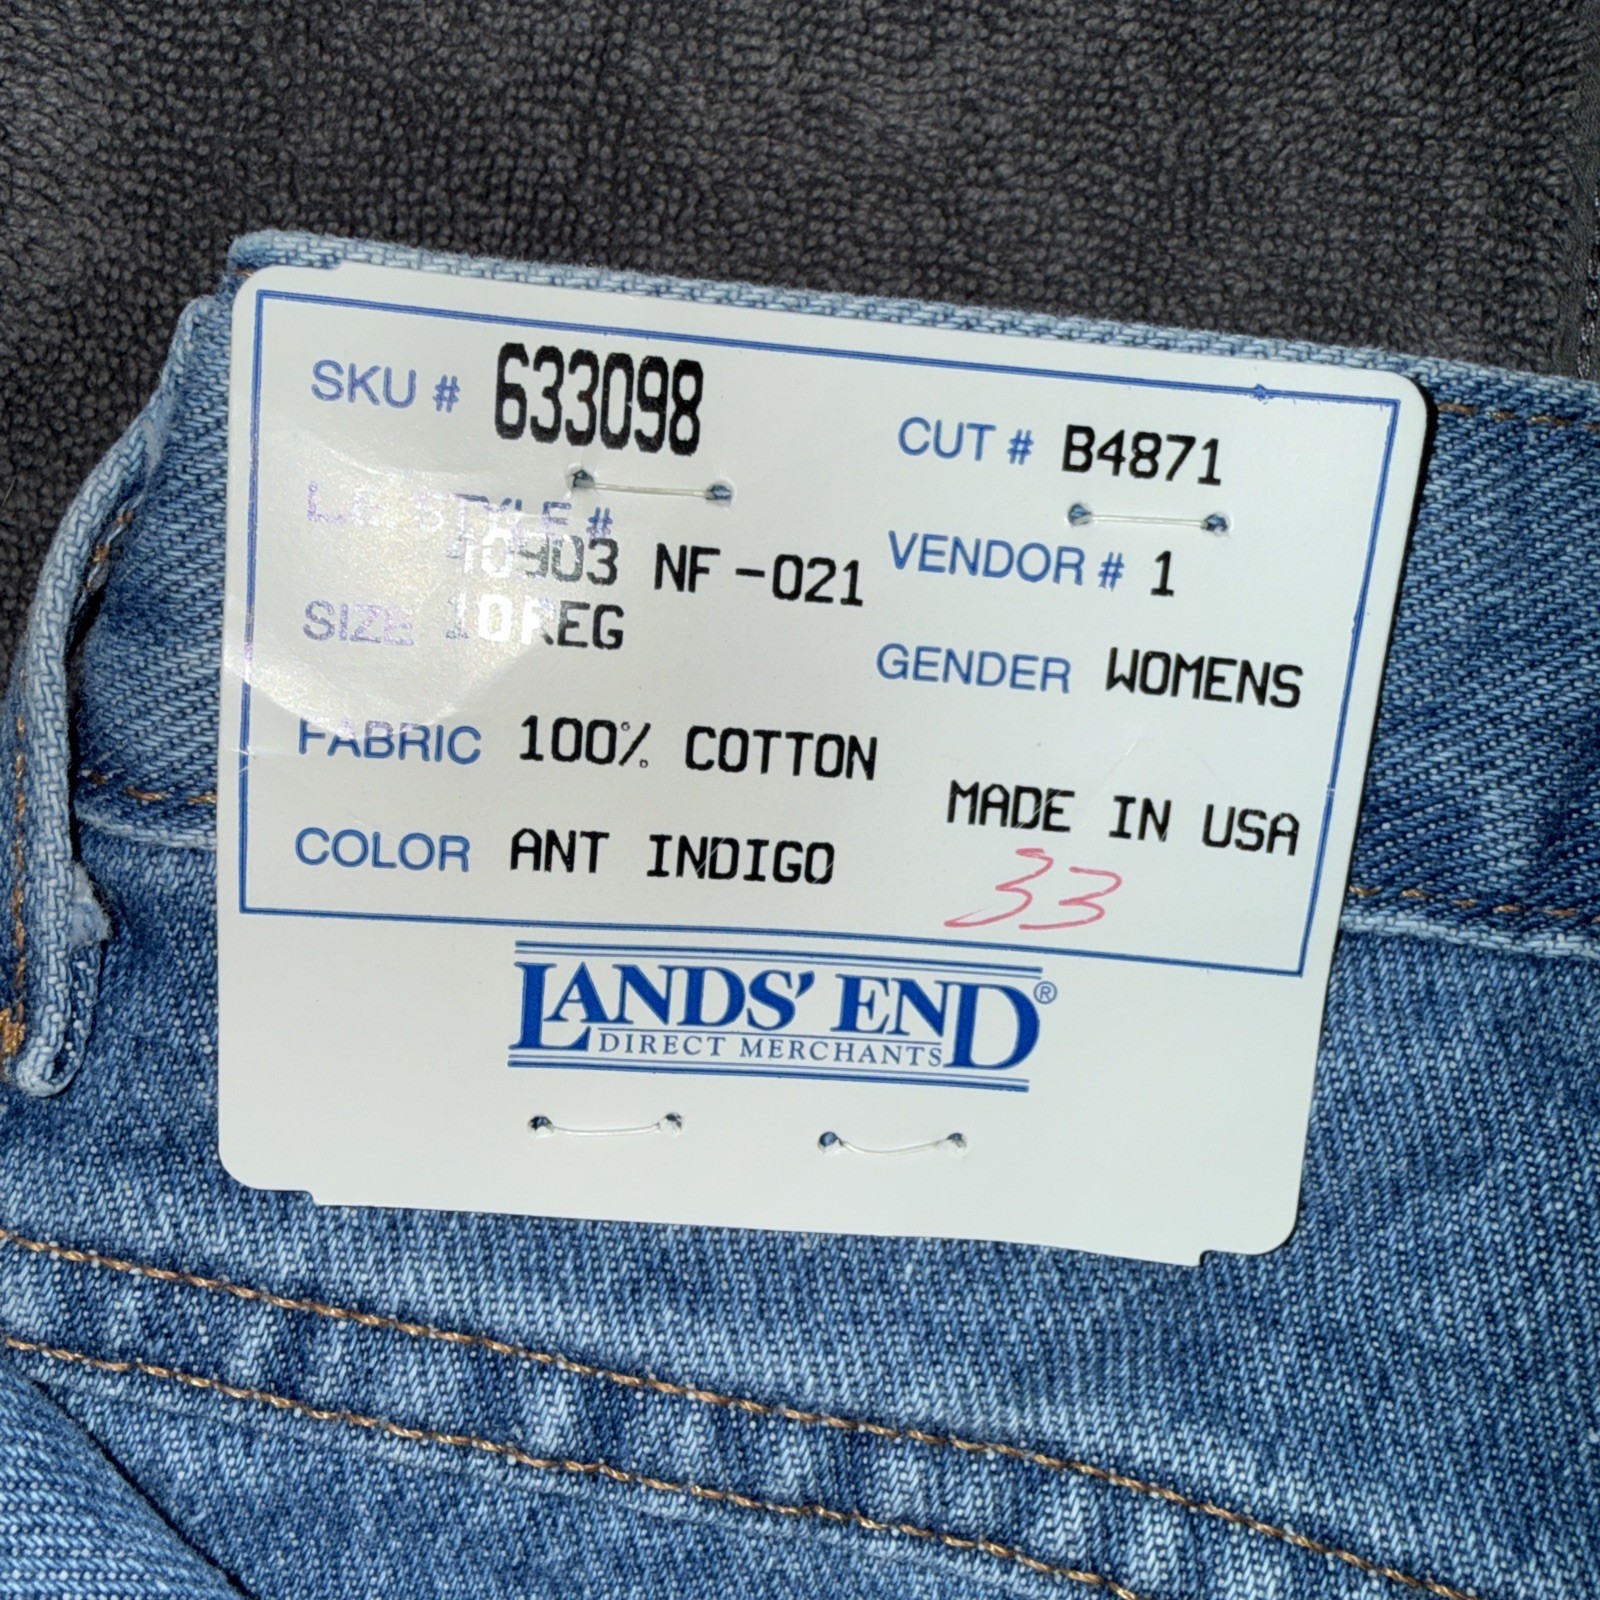 SKU # 633098
CUT # B4871
L.E. STYLE #
40903 NF-021
VENDOR # 1
SIZE 10REG
GENDER WOMENS
FABRIC 100% COTTON
MADE IN USA
COLOR ANT INDIGO
33
LANDS' END®
DIRECT MERCHANTS